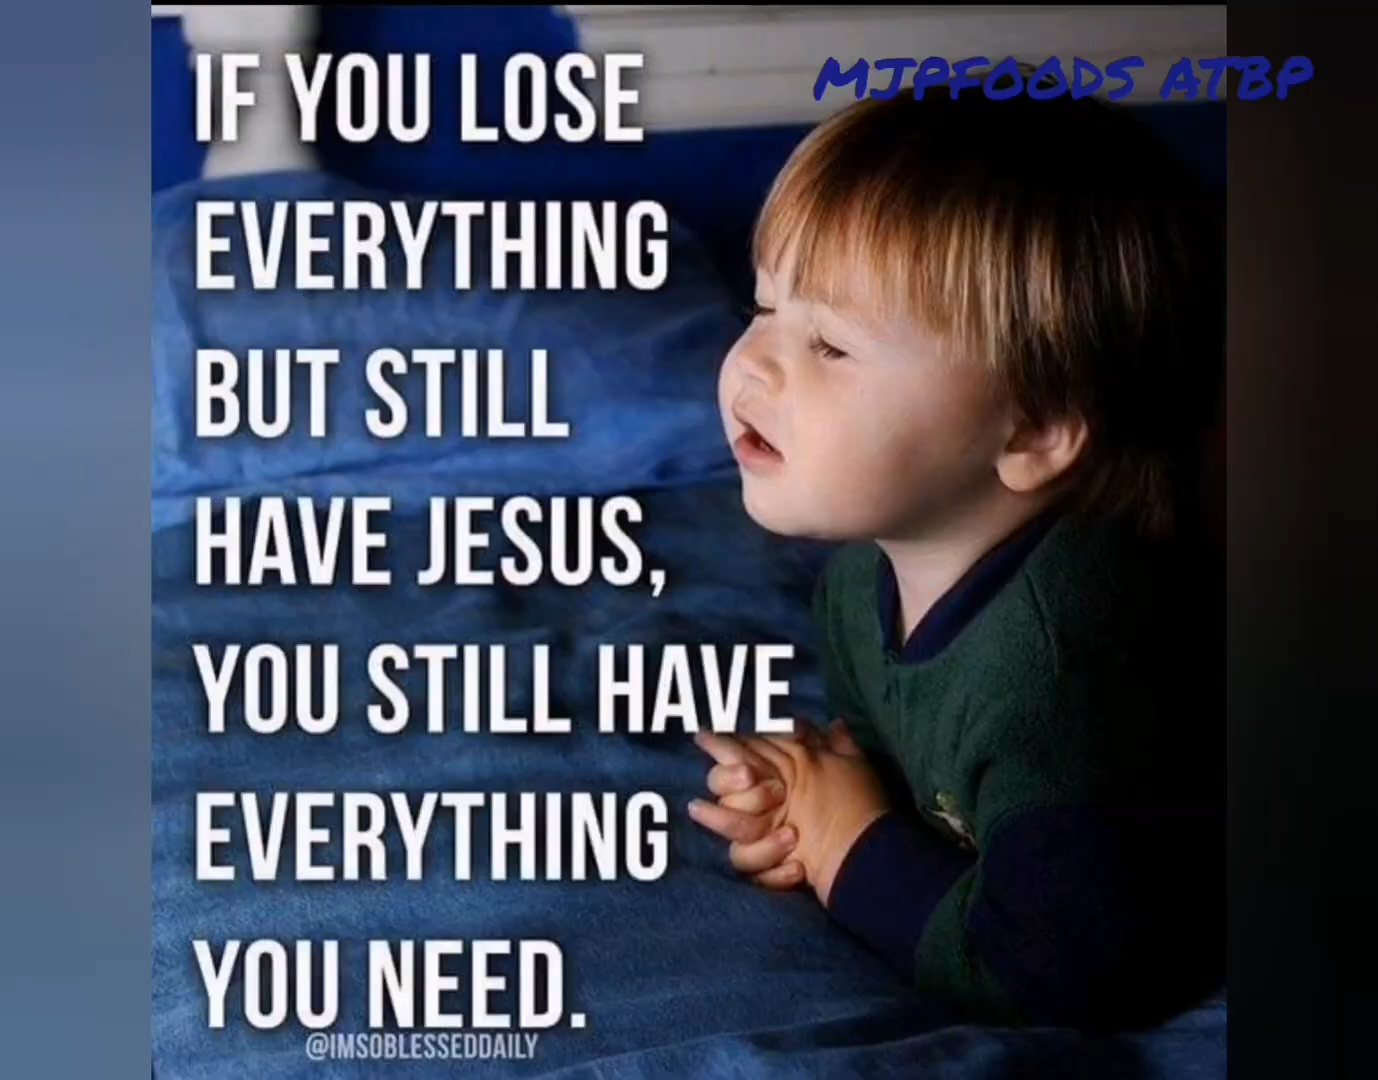 MJPFOODS ATBP
IF YOU LOSE
EVERYTHING
BUT STILL
HAVE JESUS,
YOU STILL HAVE
EVERYTHING
YOU NEED.
@IMSOBLESSEDDAILY